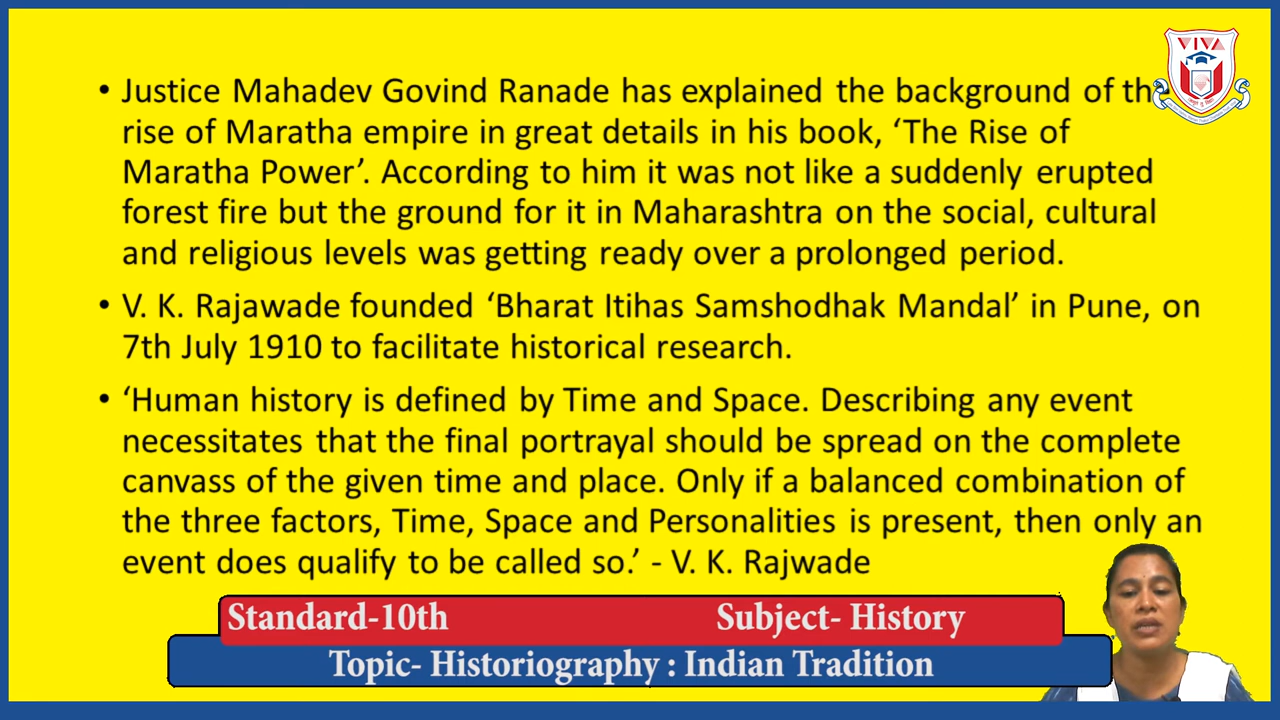 • Justice Mahadev Govind Ranade has explained the background of the
rise of Maratha empire in great details in his book, ‘The Rise of
Maratha Power’. According to him it was not like a suddenly erupted
forest fire but the ground for it in Maharashtra on the social, cultural
and religious levels was getting ready over a prolonged period.
• V. K. Rajawade founded ‘Bharat Itihas Samshodhak Mandal’ in Pune, on
7th July 1910 to facilitate historical research.
• ‘Human history is defined by Time and Space. Describing any event
necessitates that the final portrayal should be spread on the complete
canvass of the given time and place. Only if a balanced combination of
the three factors, Time, Space and Personalities is present, then only an
event does qualify to be called so.’ - V. K. Rajwade
VIVA
Standard-10th Subject- History
Topic- Historiography : Indian Tradition